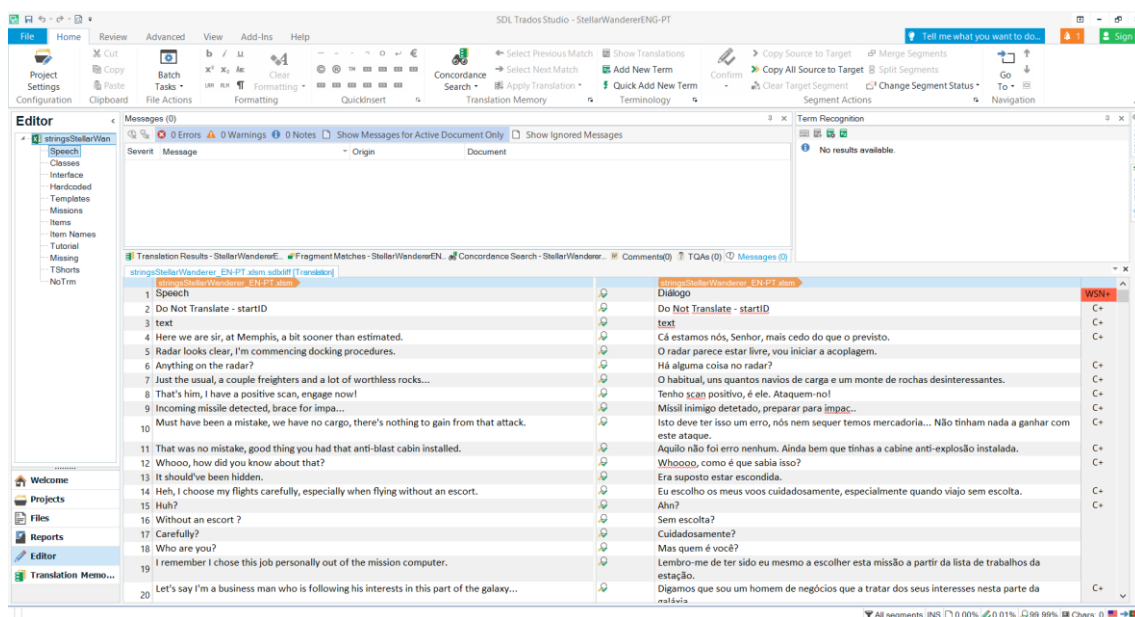 SDL Trados Studio - StellarWandererENG-PT
File Home Review Advanced View Add-Ins Help
Tell me what you want to do...
1
Sign
Project Settings
Configuration
Cut
Copy
Paste
Clipboard
Batch Tasks
File Actions
b i u
Clear Formatting
Formatting
QuickInsert
Concordance Search
Select Previous Match
Select Next Match
Apply Translation
Translation Memory
Show Translations
Add New Term
Quick Add New Term
Terminology
Confirm
Copy Source to Target
Copy All Source to Target
Clear Target Segment
Merge Segments
Split Segments
Change Segment Status
Segment Actions
Go To
Navigation
Editor
stringsStellarWan
Speech
Classes
Interface
Hardcoded
Templates
Missions
Items
Item Names
Tutorial
Missing
TShorts
NoTrm
Welcome
Projects
Files
Reports
Editor
Translation Memo...
Messages (0)
0 Errors 0 Warnings 0 Notes Show Messages for Active Document Only Show Ignored Messages
Severit Message Origin Document
Term Recognition
No results available.
Translation Results - StellarWandererE... Fragment Matches - StellarWandererEN... Concordance Search - StellarWanderer... Comments(0) TQAs (0) Messages (0)
stringsStellarWanderer_EN-PT.xlsm.sdlxliff [Translation]
stringsStellarWanderer_EN-PT.xlsm stringsStellarWanderer_EN-PT.xlsm
1 Speech Diálogo WSN+
2 Do Not Translate - startID Do Not Translate - startID C+
3 text text C+
4 Here we are sir, at Memphis, a bit sooner than estimated. Cá estamos nós, Senhor, mais cedo do que o previsto. C+
5 Radar looks clear, I'm commencing docking procedures. O radar parece estar livre, vou iniciar a acoplagem.
6 Anything on the radar? Há alguma coisa no radar? C+
7 Just the usual, a couple freighters and a lot of worthless rocks... O habitual, uns quantos navios de carga e um monte de rochas desinteressantes. C+
8 That's him, I have a positive scan, engage now! Tenho scan positivo, é ele. Ataquem-no! C+
9 Incoming missile detected, brace for impa... Míssil inimigo detetado, preparar para impac.. C+
10 Must have been a mistake, we have no cargo, there's nothing to gain from that attack. Isto deve ter isso um erro, nós nem sequer temos mercadoria... Não tinham nada a ganhar com C+
este ataque.
11 That was no mistake, good thing you had that anti-blast cabin installed. Aquilo não foi erro nenhum. Ainda bem que tinhas a cabine anti-explosão instalada. C+
12 Whooo, how did you know about that? Whoooo, como é que sabia isso? C+
13 It should've been hidden. Era suposto estar escondida.
14 Heh, I choose my flights carefully, especially when flying without an escort. Eu escolho os meus voos cuidadosamente, especialmente quando viajo sem escolta. C+
15 Huh? Ahn? C+
16 Without an escort ? Sem escolta?
17 Carefully? Cuidadosamente?
18 Who are you? Mas quem é você?
19 I remember I chose this job personally out of the mission computer. Lembro-me de ter sido eu mesmo a escolher esta missão a partir da lista de trabalhos da
estação.
20 Let's say I'm a business man who is following his interests in this part of the galaxy... Digamos que sou um homem de negócios que a tratar dos seus interesses nesta parte da C+
galáxia
All segments INS 0.00% 0.01% 99.99% Chars: 0